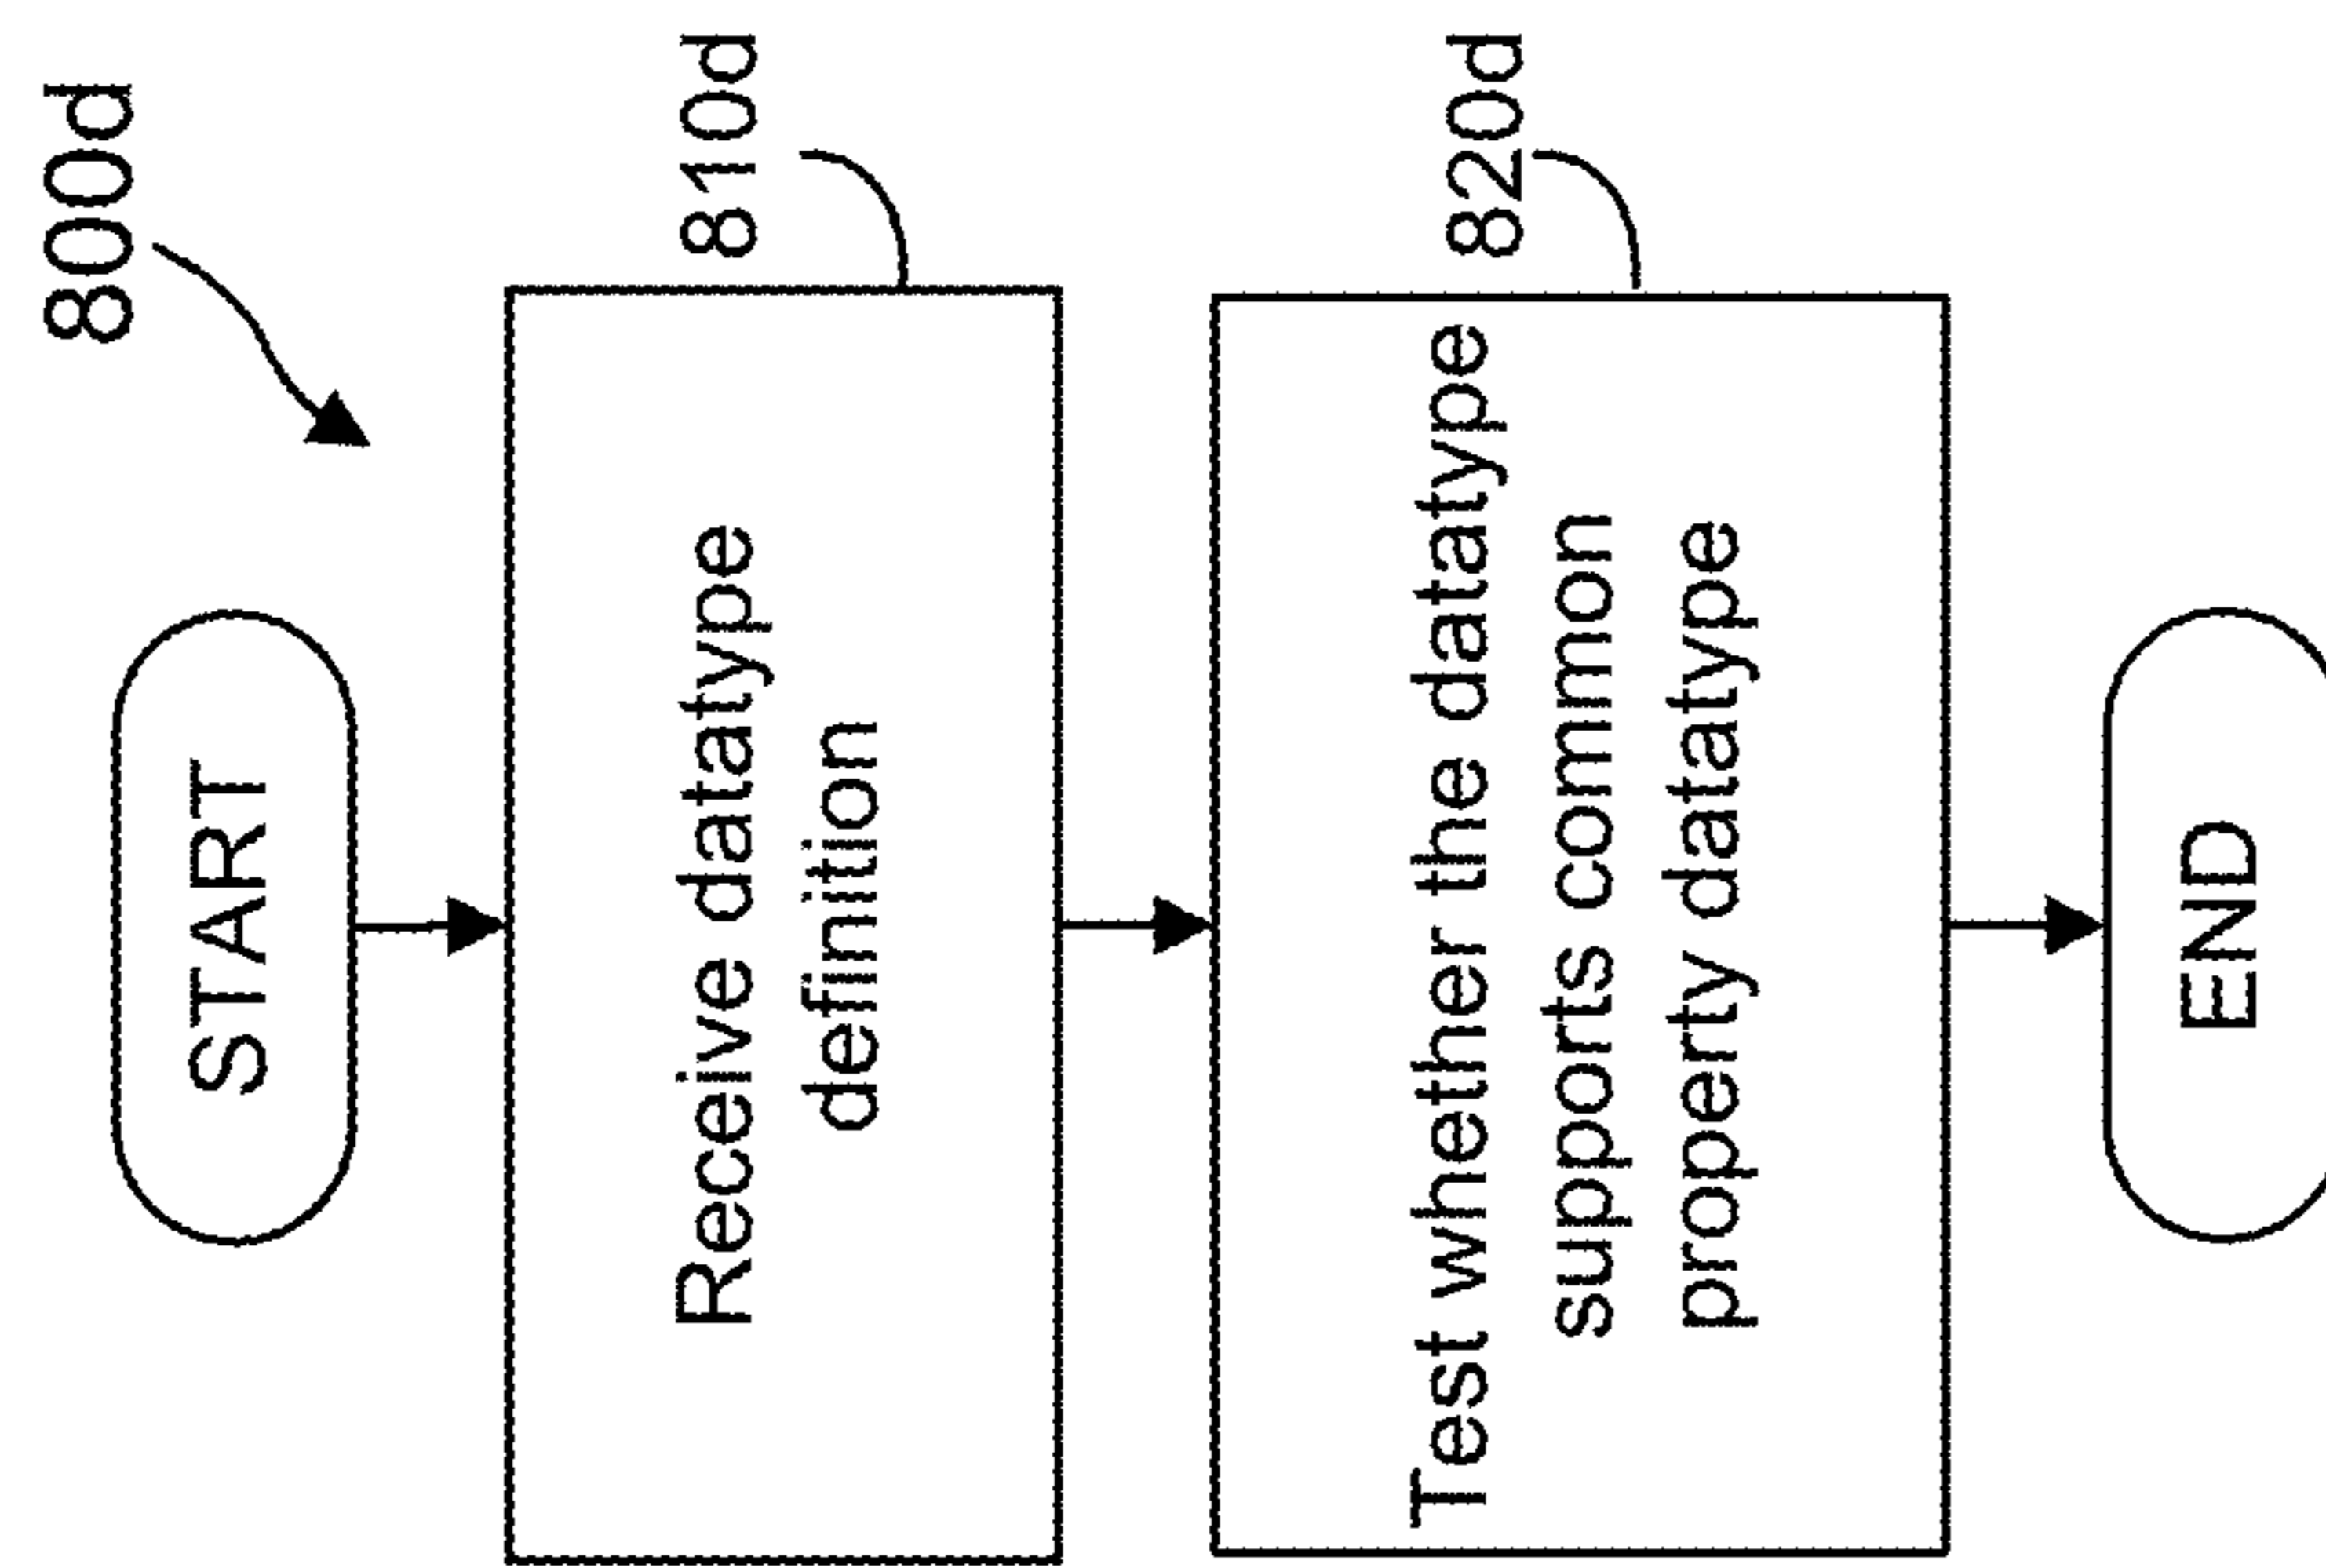 800d
START
810d
Receive datatype
definition
820d
Test whether the datatype
supports common
property datatype
END